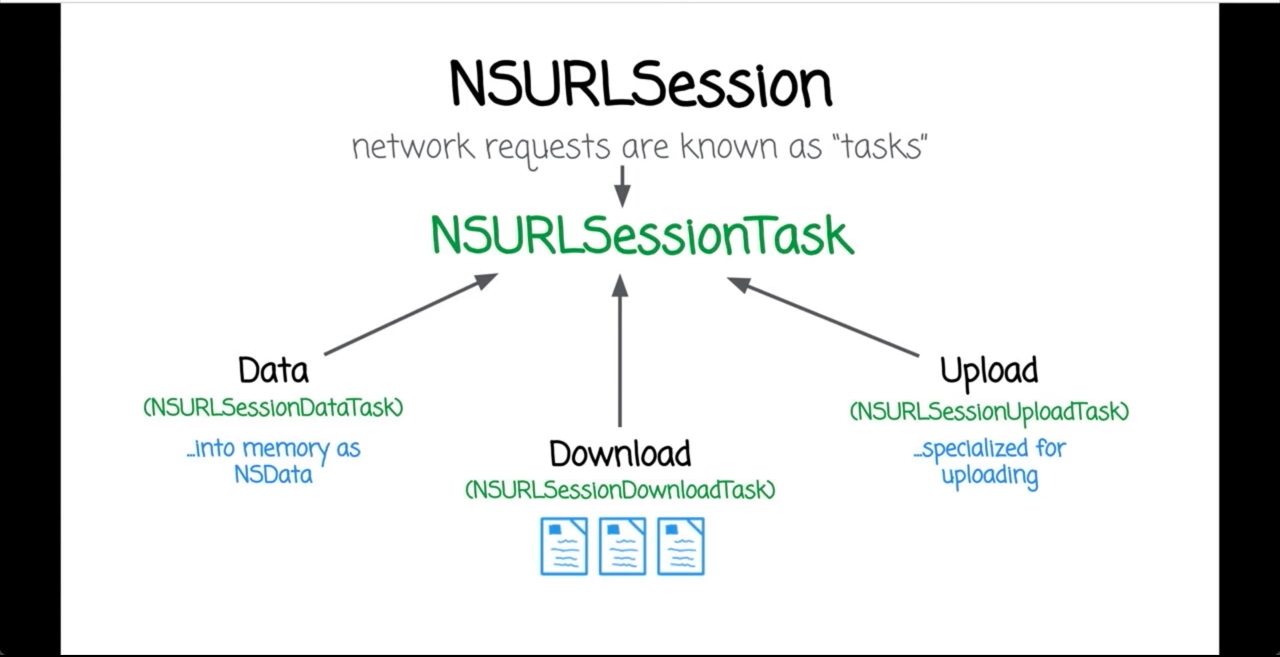 NSURLSession
network requests are known as "tasks"
NSURLSessionTask
Data
(NSURLSessionDataTask)
...into memory as
NSData
Download
(NSURLSessionDownloadTask)
Upload
(NSURLSessionUploadTask)
...specialized for
uploading